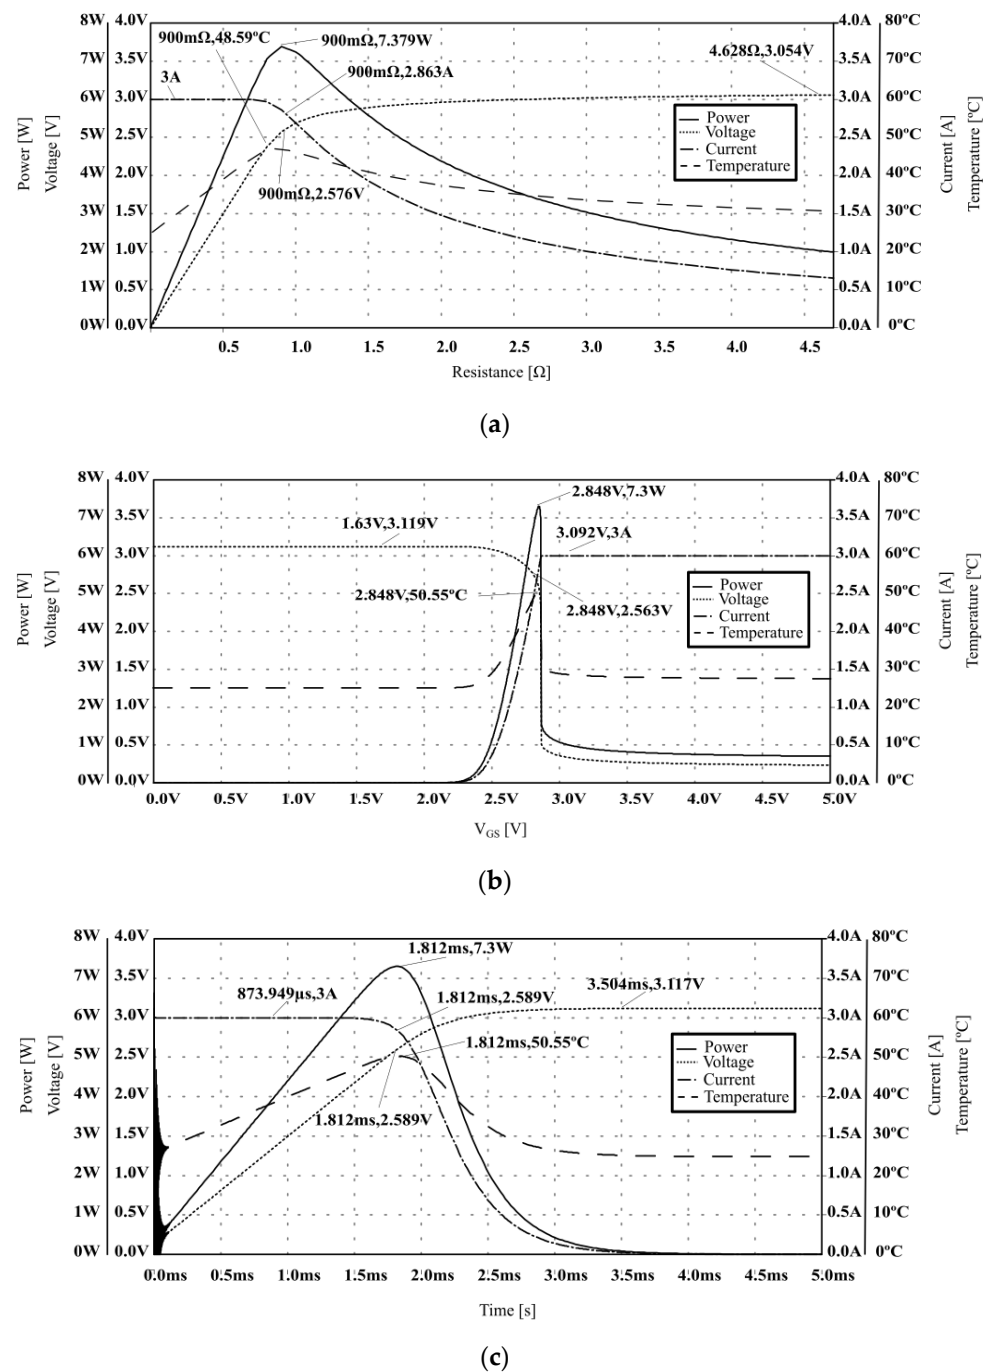 8W 4.0V 4.0A 80ºC
900mΩ,48.59ºC 900mΩ,7.379W
7W 3.5V 4.628Ω,3.054V 3.5A 70ºC
3A 900mΩ,2.863A
6W 3.0V 3.0A 60ºC
Power
5W 2.5V Voltage 2.5A 50ºC
Current
4W 2.0V Temperature 2.0A 40ºC
900mΩ,2.576V
3W 1.5V 1.5A 30ºC
2W 1.0V 1.0A 20ºC
1W 0.5V 0.5A 10ºC
0W 0.0V 0.0A 0ºC
Power [W]
Voltage [V]
Current [A]
Temperature [ºC]
0.5 1.0 1.5 2.0 2.5 3.0 3.5 4.0 4.5
Resistance [Ω]
(a)
8W 4.0V 4.0A 80ºC
2.848V,7.3W
7W 3.5V 3.5A 70ºC
1.63V,3.119V 3.092V,3A
6W 3.0V 3.0A 60ºC
Power
5W 2.5V 2.848V,50.55ºC Voltage 2.5A 50ºC
2.848V,2.563V Current
4W 2.0V Temperature 2.0A 40ºC
3W 1.5V 1.5A 30ºC
2W 1.0V 1.0A 20ºC
1W 0.5V 0.5A 10ºC
0W 0.0V 0.0A 0ºC
Power [W]
Voltage [V]
Current [A]
Temperature [ºC]
0.0V 0.5V 1.0V 1.5V 2.0V 2.5V 3.0V 3.5V 4.0V 4.5V 5.0V
VGS [V]
(b)
8W 4.0V 4.0A 80ºC
1.812ms,7.3W
7W 3.5V 3.5A 70ºC
873.949µs,3A 1.812ms,2.589V 3.504ms,3.117V
6W 3.0V 3.0A 60ºC
1.812ms,50.55ºC Power
5W 2.5V Voltage 2.5A 50ºC
Current
4W 2.0V Temperature 2.0A 40ºC
1.812ms,2.589V
3W 1.5V 1.5A 30ºC
2W 1.0V 1.0A 20ºC
1W 0.5V 0.5A 10ºC
0W 0.0V 0.0A 0ºC
Power [W]
Voltage [V]
Current [A]
Temperature [ºC]
0.0ms 0.5ms 1.0ms 1.5ms 2.0ms 2.5ms 3.0ms 3.5ms 4.0ms 4.5ms 5.0ms
Time [s]
(c)